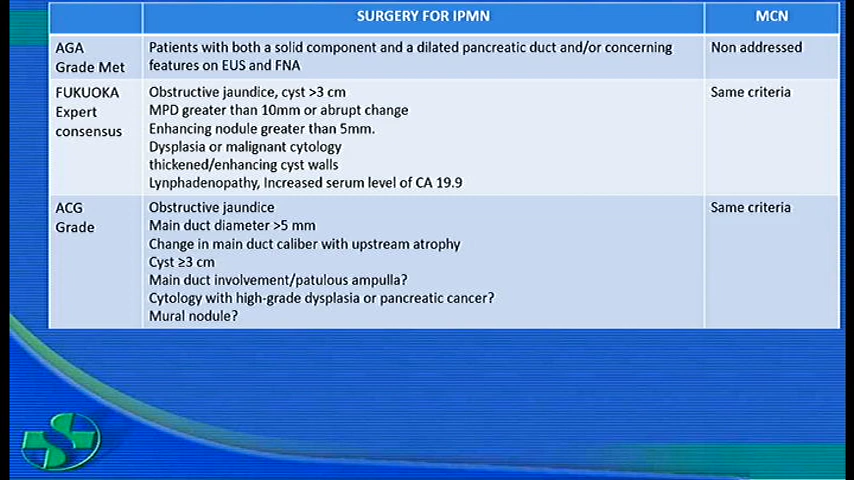 SURGERY FOR IPMN
MCN
AGA
Grade Met
Patients with both a solid component and a dilated pancreatic duct and/or concerning
features on EUS and FNA
Non addressed
FUKUOKA
Expert
consensus
Obstructive jaundice, cyst >3 cm
MPD greater than 10mm or abrupt change
Enhancing nodule greater than 5mm.
Dysplasia or malignant cytology
thickened/enhancing cyst walls
Lynphadenopathy, Increased serum level of CA 19.9
Same criteria
ACG
Grade
Obstructive jaundice
Main duct diameter >5 mm
Change in main duct caliber with upstream atrophy
Cyst ≥3 cm
Main duct involvement/patulous ampulla?
Cytology with high-grade dysplasia or pancreatic cancer?
Mural nodule?
Same criteria